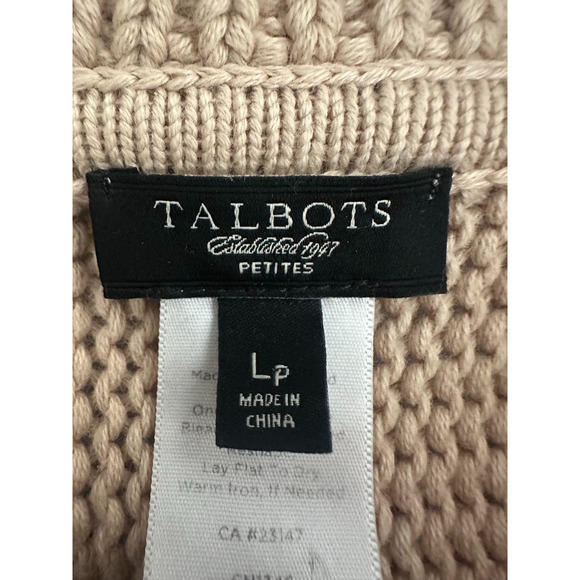 TALBOTS
Established 1947
PETITES
LP
MADE IN
CHINA
Lay Flat To Dry
Warm Iron, If Needed
CA #23147